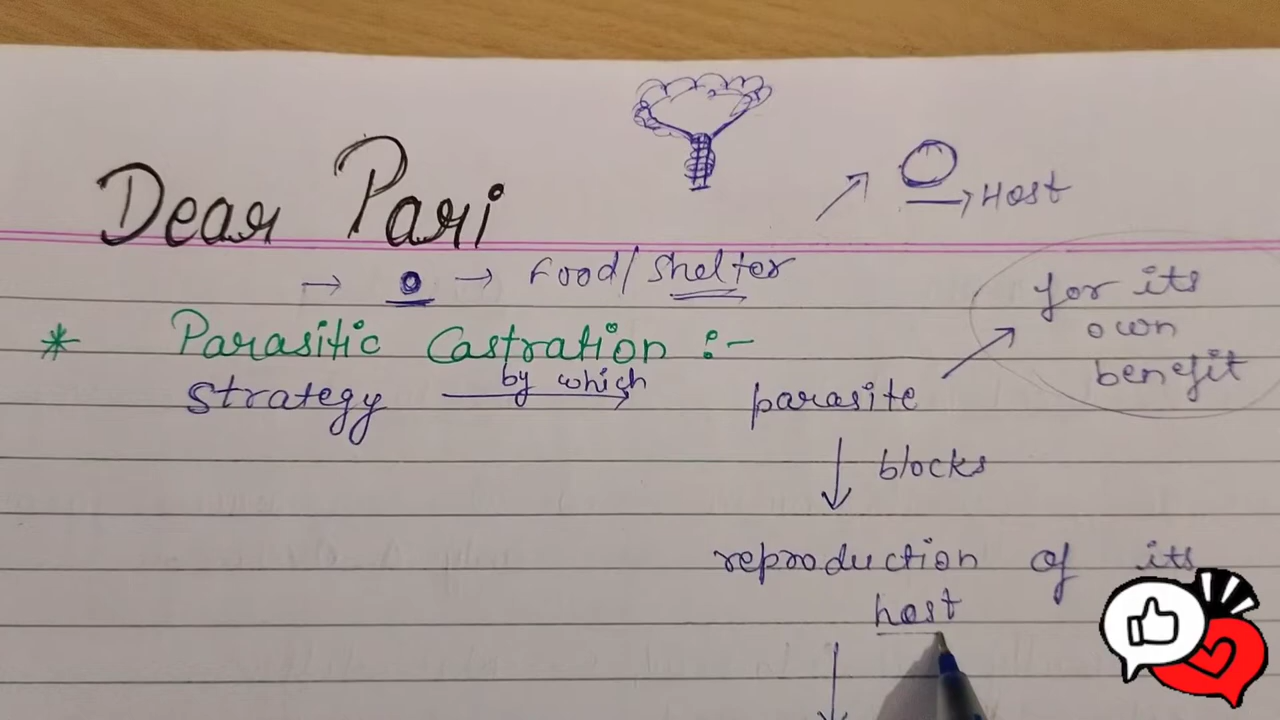 Dear Pari
→ Host
→ → Food/Shelter
* Parasitic Castration :-
for its
own
benefit
strategy by which parasite
blocks
reproduction of its
host